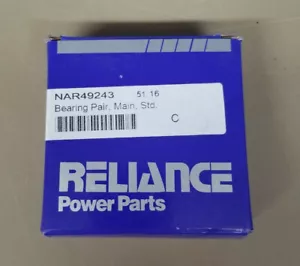 NAR49243 51 16
Bearing Pair, Main, Std.
C
RELIANCE
Power Parts